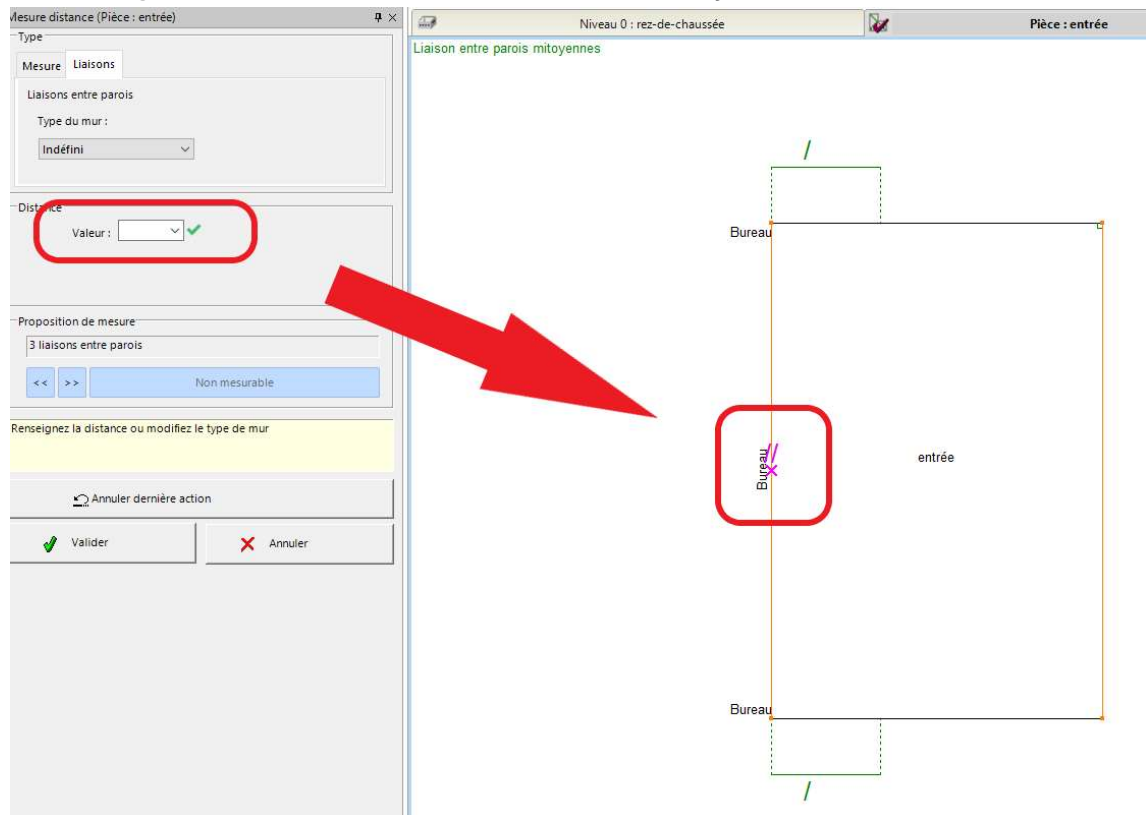 Mesure distance (Pièce : entrée)
Type
Mesure Liaisons
Liaisons entre parois
Type du mur :
Indéfini
Distance
Valeur :
Proposition de mesure
3 liaisons entre parois
<< >> Non mesurable
Renseignez la distance ou modifiez le type de mur
Annuler dernière action
Valider Annuler
Niveau 0 : rez-de-chaussée Pièce : entrée
Liaison entre parois mitoyennes
/
Bureau
Bureau // entrée
Bureau
/